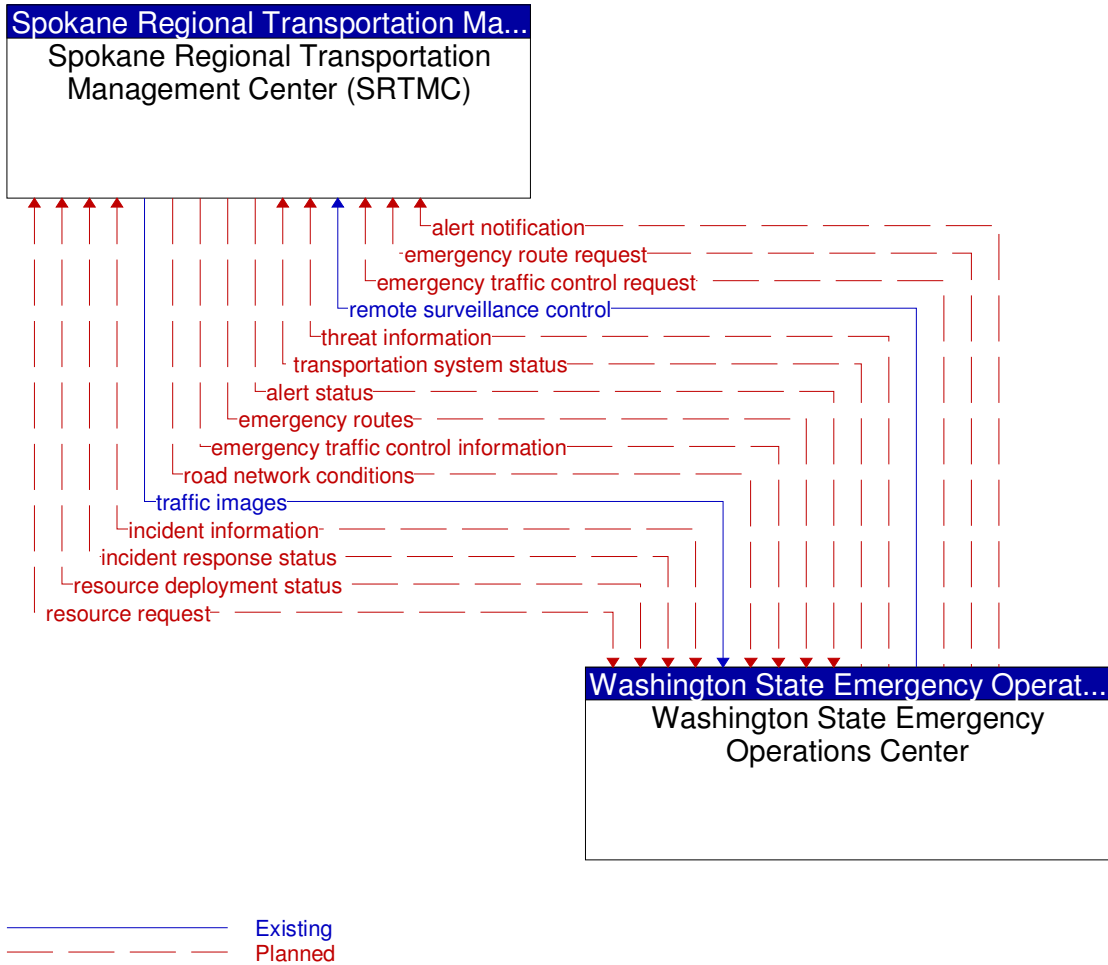 Spokane Regional Transportation Ma...
Spokane Regional Transportation
Management Center (SRTMC)
alert notification
emergency route request
emergency traffic control request
remote surveillance control
threat information
transportation system status
alert status
emergency routes
emergency traffic control information
road network conditions
traffic images
incident information
incident response status
resource deployment status
resource request
Washington State Emergency Operat...
Washington State Emergency
Operations Center
Existing
Planned